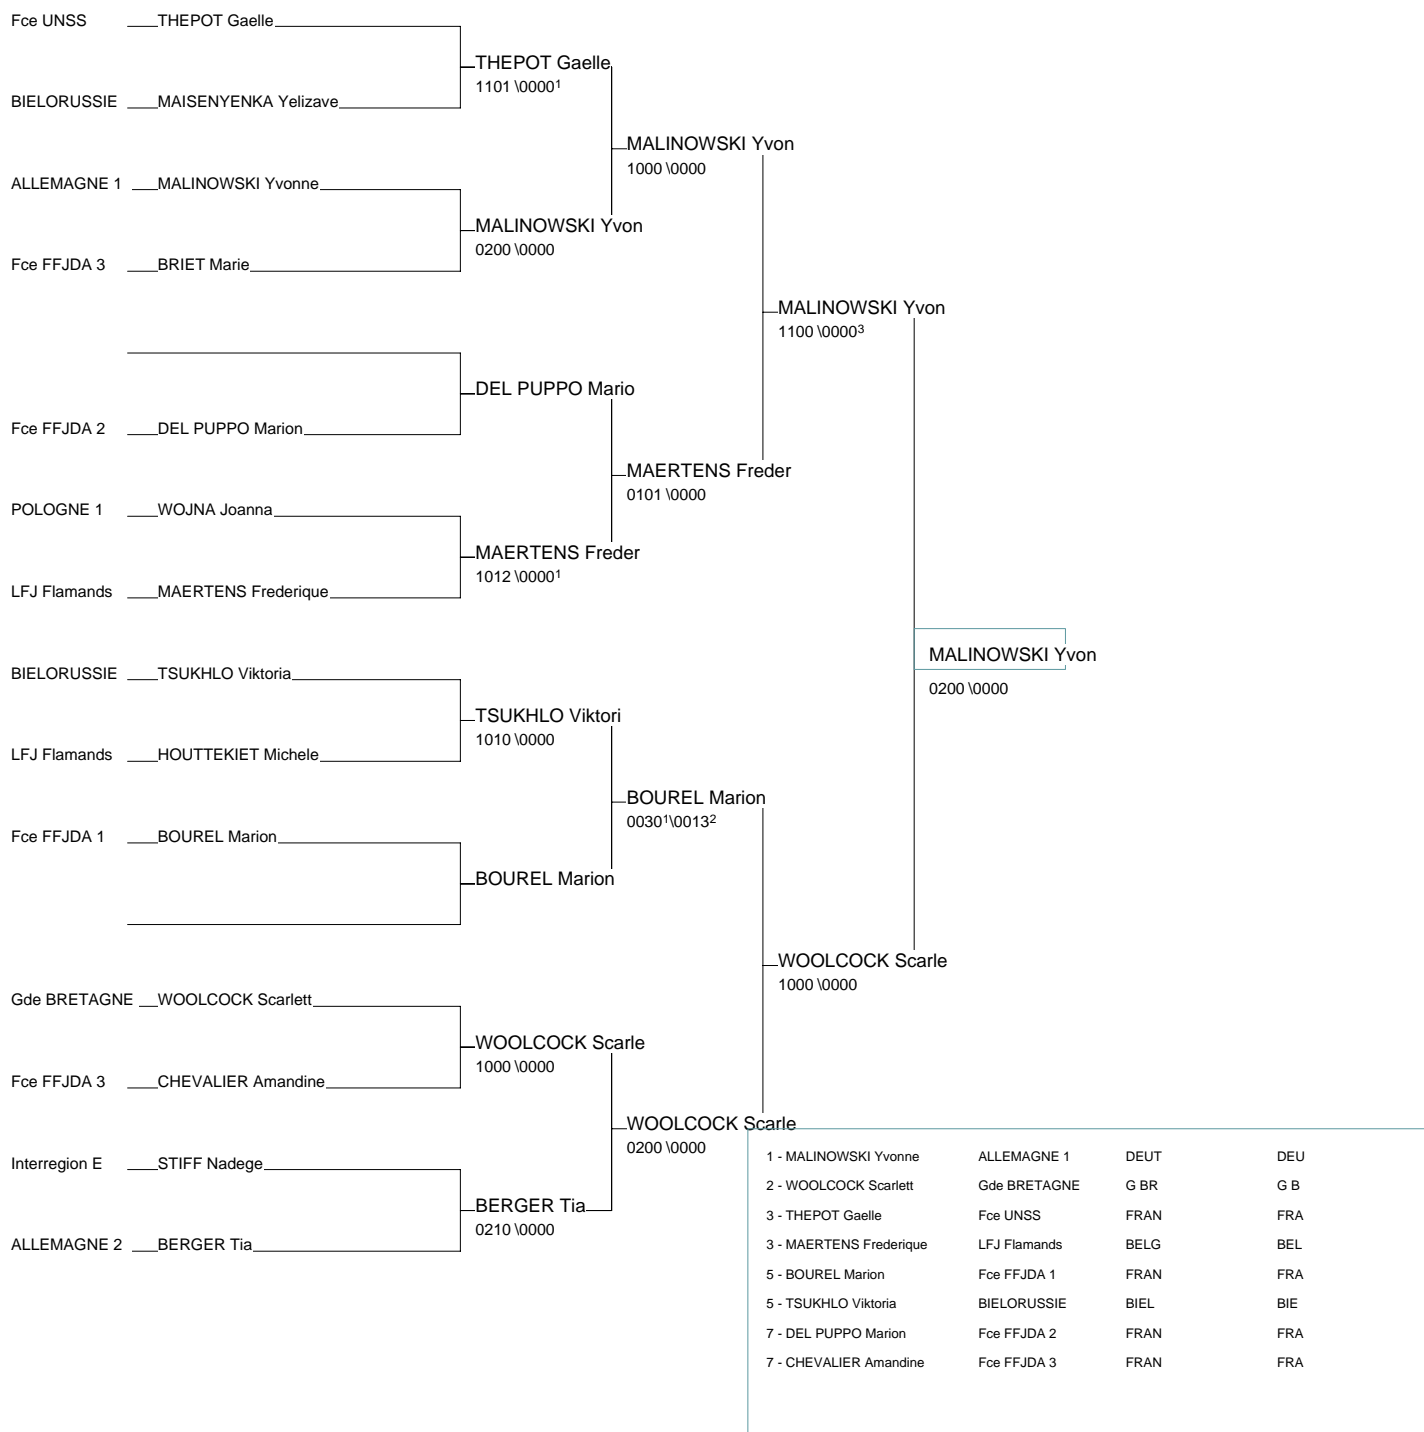 Fce UNSS THEPOT Gaelle
THEPOT Gaelle
1101 \0000¹
BIELORUSSIE MAISENYENKA Yelizave
MALINOWSKI Yvon
1000 \0000
ALLEMAGNE 1 MALINOWSKI Yvonne
MALINOWSKI Yvon
0200 \0000
Fce FFJDA 3 BRIET Marie
MALINOWSKI Yvon
1100 \0000³
DEL PUPPO Mario
Fce FFJDA 2 DEL PUPPO Marion
MAERTENS Freder
0101 \0000
POLOGNE 1 WOJNA Joanna
MAERTENS Freder
1012 \0000¹
LFJ Flamands MAERTENS Frederique
MALINOWSKI Yvon
0200 \0000
BIELORUSSIE TSUKHLO Viktoria
TSUKHLO Viktori
1010 \0000
LFJ Flamands HOUTTEKIET Michele
BOUREL Marion
0030¹\0013²
Fce FFJDA 1 BOUREL Marion
BOUREL Marion
WOOLCOCK Scarle
1000 \0000
Gde BRETAGNE WOOLCOCK Scarlett
WOOLCOCK Scarle
1000 \0000
Fce FFJDA 3 CHEVALIER Amandine
WOOLCOCK Scarle
0200 \0000
Interregion E STIFF Nadege
BERGER Tia
0210 \0000
ALLEMAGNE 2 BERGER Tia
1 - MALINOWSKI Yvonne ALLEMAGNE 1 DEUT DEU
2 - WOOLCOCK Scarlett Gde BRETAGNE G BR G B
3 - THEPOT Gaelle Fce UNSS FRAN FRA
3 - MAERTENS Frederique LFJ Flamands BELG BEL
5 - BOUREL Marion Fce FFJDA 1 FRAN FRA
5 - TSUKHLO Viktoria BIELORUSSIE BIEL BIE
7 - DEL PUPPO Marion Fce FFJDA 2 FRAN FRA
7 - CHEVALIER Amandine Fce FFJDA 3 FRAN FRA